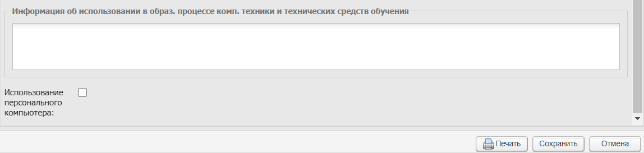 Информация об использовании в образ. процессе комп. техники и технических средств обучения
Использование
персонального
компьютера:
Печать Сохранить Отмена